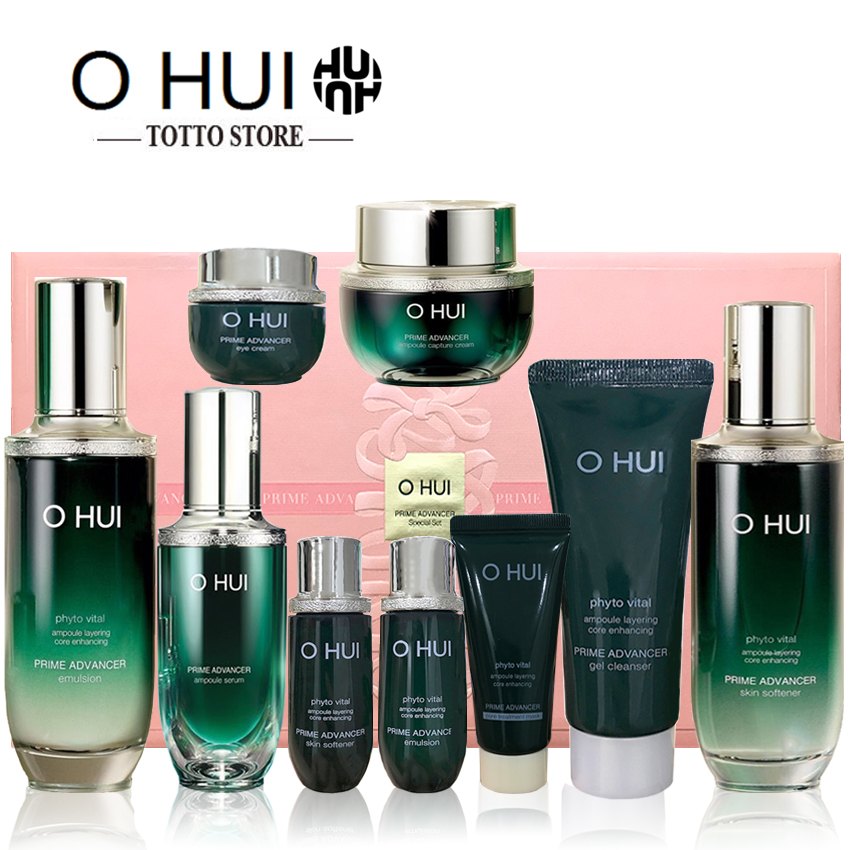 O HUI HUINH
TOTTO STORE
O HUI
PRIME ADVANCER
eye cream
O HUI
PRIME ADVANCER
ampoule capture cream
O HUI
phyto vital
ampoule layering
core enhancing
PRIME ADVANCER
emulsion
O HUI
PRIME ADVANCER
ampoule serum
O HUI
phyto vital
ampoule layering
core enhancing
PRIME ADVANCER
skin softener
O HUI
phyto vital
ampoule layering
core enhancing
PRIME ADVANCE
emulsion
PRIME ADV
PRIME
O HUI
PRIME ADVANCER
Special Set
O HUI
phyto vital
ampoule layering
core enhancing
PRIME ADVANCER
O HUI
phyto vital
ampoule layering
core enhancing
PRIME ADVANCER
gel cleanser
O HUI
phyto vital
ampoule layering
core enhancing
PRIME ADVANCER
skin softener